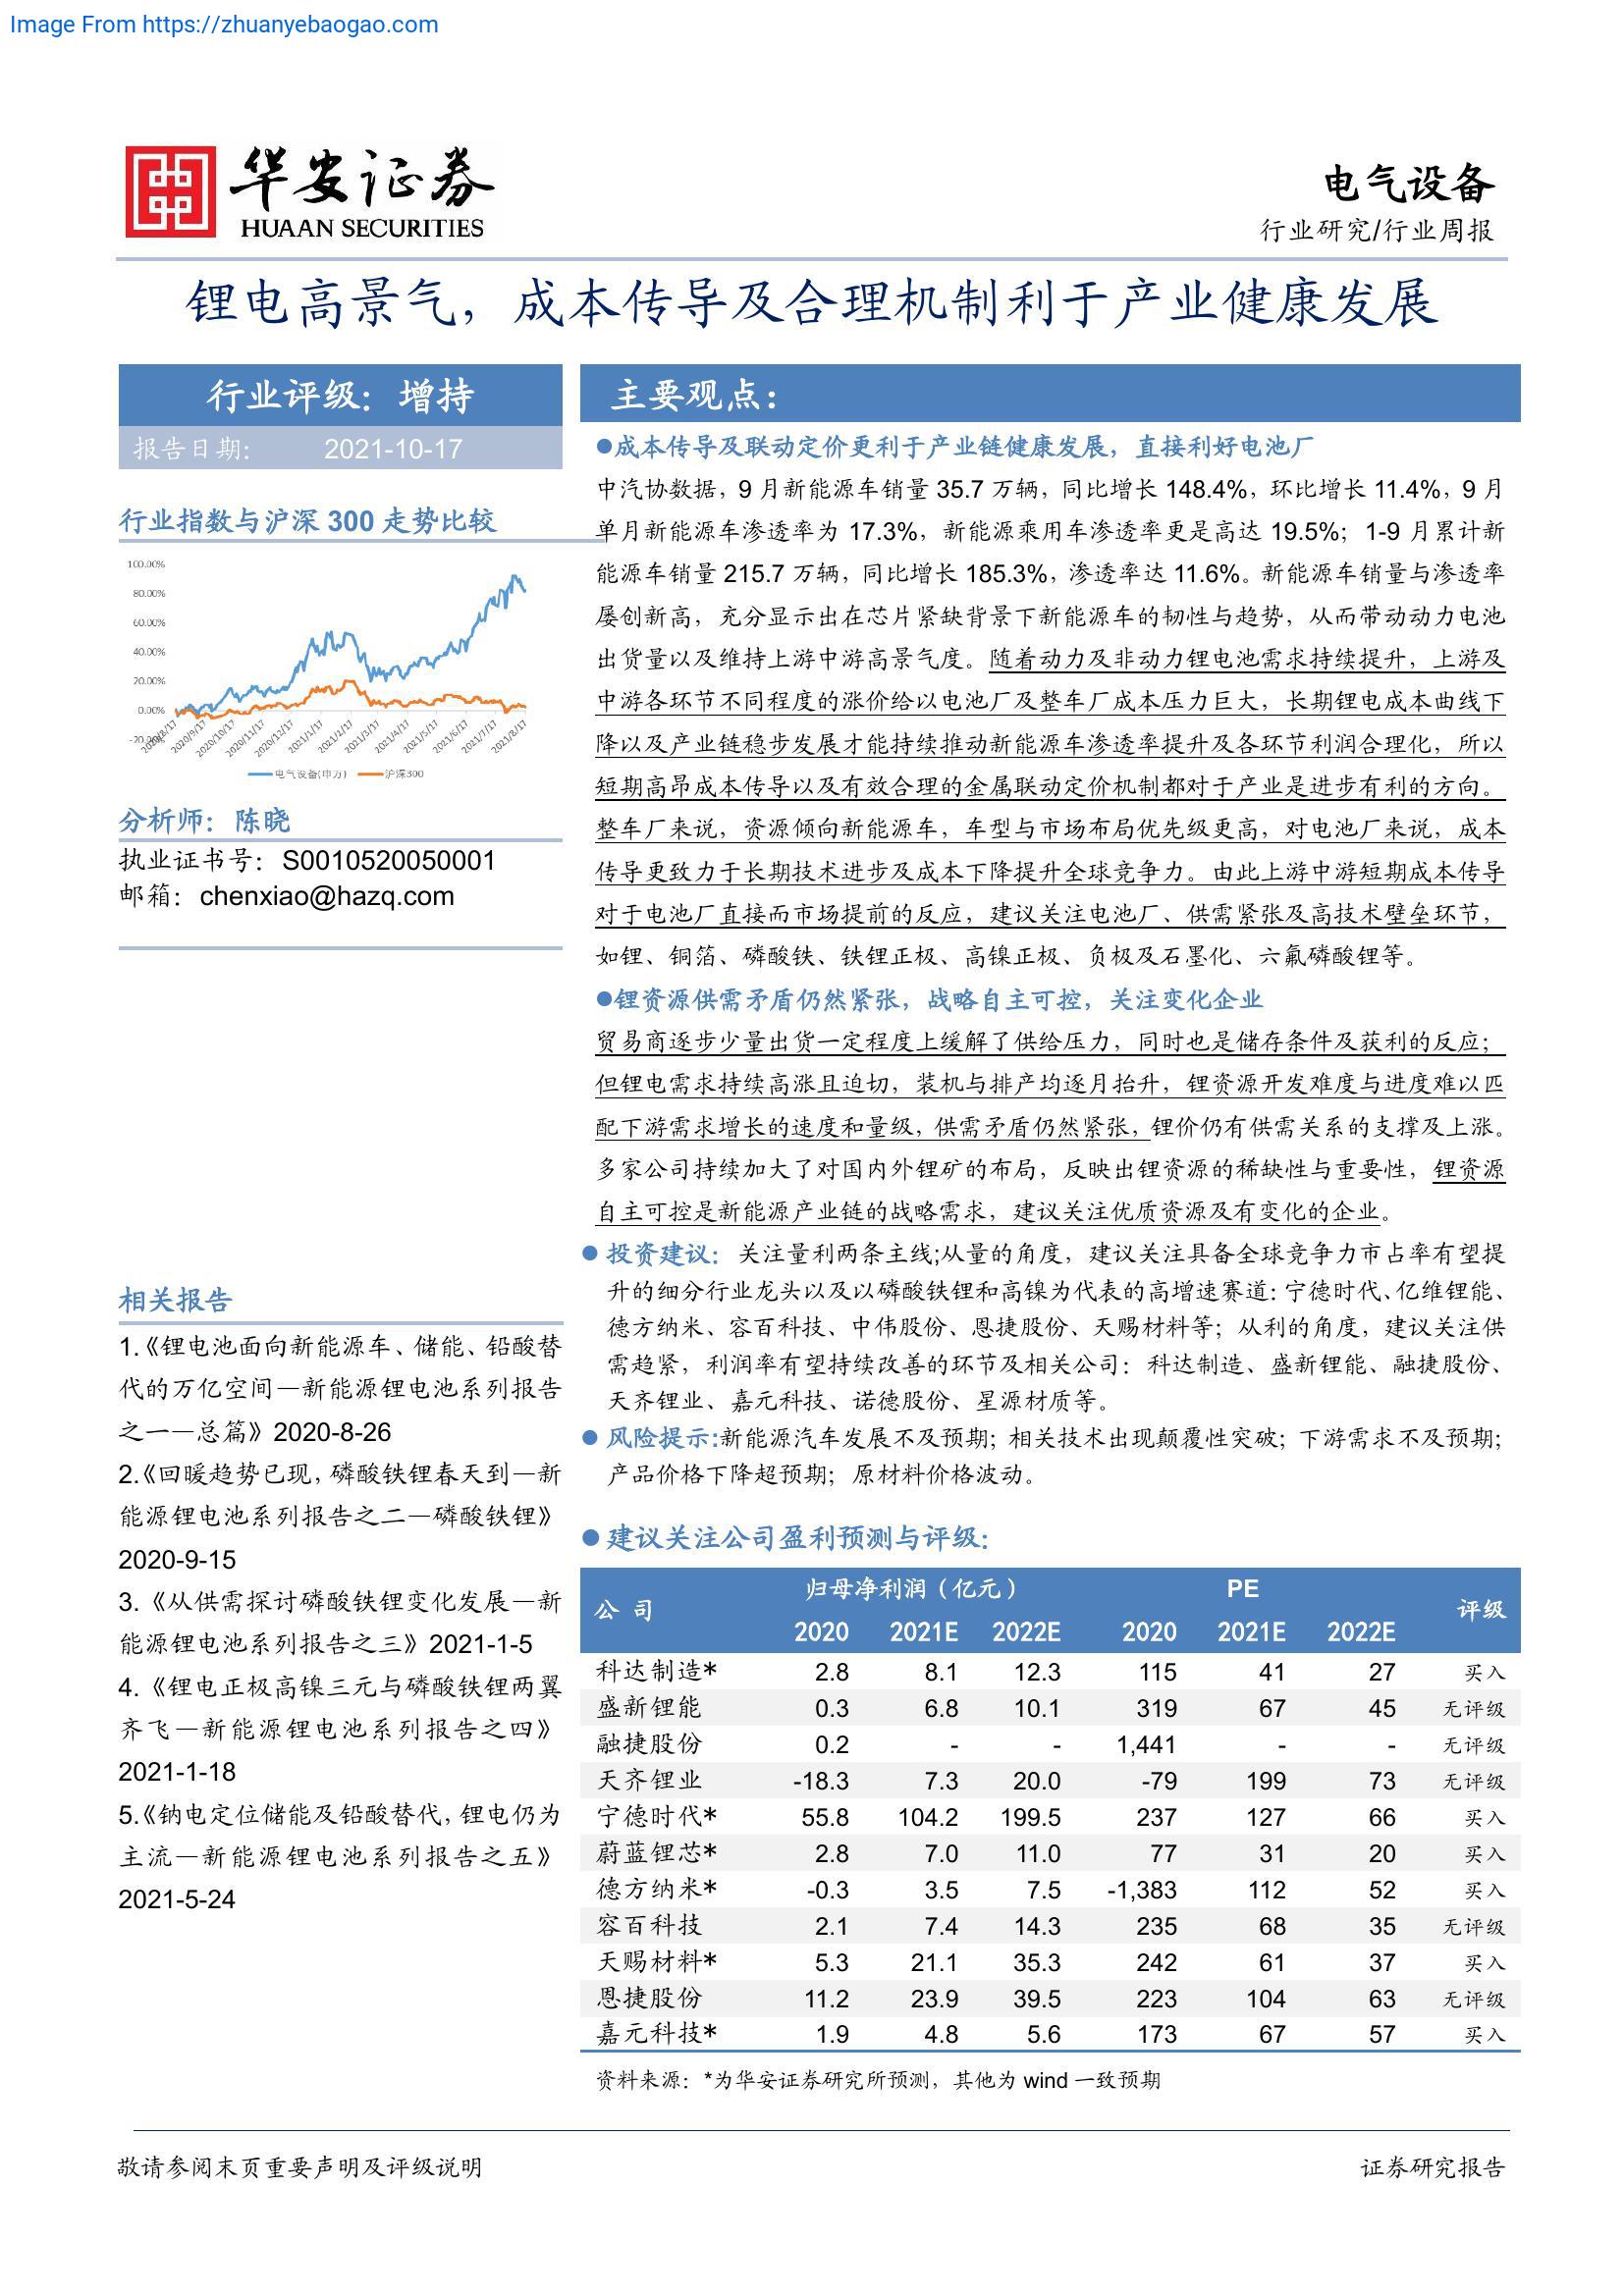 Image From https://zhuanyebaogao.com
华安证券
HUAAN SECURITIES
电气设备
行业研究/行业周报
锂电高景气，成本传导及合理机制利于产业健康发展
行业评级：增持
报告日期： 2021-10-17
行业指数与沪深 300 走势比较
100.00%
80.00%
60.00%
40.00%
20.00%
0.00%
-20.00%
2020/8/17 2020/9/17 2020/10/17 2020/11/17 2020/12/17 2021/1/17 2021/2/17 2021/3/17 2021/4/17 2021/5/17 2021/6/17 2021/7/17 2021/8/17
电气设备(申万) 沪深300
分析师：陈晓
执业证书号：S0010520050001
邮箱：chenxiao@hazq.com
相关报告
1.《锂电池面向新能源车、储能、铅酸替
代的万亿空间—新能源锂电池系列报告
之一—总篇》2020-8-26
2.《回暖趋势已现，磷酸铁锂春天到—新
能源锂电池系列报告之二—磷酸铁锂》
2020-9-15
3.《从供需探讨磷酸铁锂变化发展—新
能源锂电池系列报告之三》2021-1-5
4.《锂电正极高镍三元与磷酸铁锂两翼
齐飞—新能源锂电池系列报告之四》
2021-1-18
5.《钠电定位储能及铅酸替代，锂电仍为
主流—新能源锂电池系列报告之五》
2021-5-24
主要观点：
●成本传导及联动定价更利于产业链健康发展，直接利好电池厂
中汽协数据，9 月新能源车销量 35.7 万辆，同比增长 148.4%，环比增长 11.4%，9 月
单月新能源车渗透率为 17.3%，新能源乘用车渗透率更是高达 19.5%；1-9 月累计新
能源车销量 215.7 万辆，同比增长 185.3%，渗透率达 11.6%。新能源车销量与渗透率
屡创新高，充分显示出在芯片紧缺背景下新能源车的韧性与趋势，从而带动动力电池
出货量以及维持上游中游高景气度。随着动力及非动力锂电池需求持续提升，上游及
中游各环节不同程度的涨价给以电池厂及整车厂成本压力巨大，长期锂电成本曲线下
降以及产业链稳步发展才能持续推动新能源车渗透率提升及各环节利润合理化，所以
短期高昂成本传导以及有效合理的金属联动定价机制都对于产业是进步有利的方向。
整车厂来说，资源倾向新能源车，车型与市场布局优先级更高，对电池厂来说，成本
传导更致力于长期技术进步及成本下降提升全球竞争力。由此上游中游短期成本传导
对于电池厂直接而市场提前的反应，建议关注电池厂、供需紧张及高技术壁垒环节，
如锂、铜箔、磷酸铁、铁锂正极、高镍正极、负极及石墨化、六氟磷酸锂等。
●锂资源供需矛盾仍然紧张，战略自主可控，关注变化企业
贸易商逐步少量出货一定程度上缓解了供给压力，同时也是储存条件及获利的反应；
但锂电需求持续高涨且迫切，装机与排产均逐月抬升，锂资源开发难度与进度难以匹
配下游需求增长的速度和量级，供需矛盾仍然紧张，锂价仍有供需关系的支撑及上涨。
多家公司持续加大了对国内外锂矿的布局，反映出锂资源的稀缺性与重要性，锂资源
自主可控是新能源产业链的战略需求，建议关注优质资源及有变化的企业。
● 投资建议：关注量利两条主线;从量的角度，建议关注具备全球竞争力市占率有望提
升的细分行业龙头以及以磷酸铁锂和高镍为代表的高增速赛道：宁德时代、亿维锂能、
德方纳米、容百科技、中伟股份、恩捷股份、天赐材料等；从利的角度，建议关注供
需趋紧，利润率有望持续改善的环节及相关公司：科达制造、盛新锂能、融捷股份、
天齐锂业、嘉元科技、诺德股份、星源材质等。
● 风险提示:新能源汽车发展不及预期；相关技术出现颠覆性突破；下游需求不及预期；
产品价格下降超预期；原材料价格波动。
● 建议关注公司盈利预测与评级：
公 司 归母净利润（亿元） PE 评级
2020 2021E 2022E 2020 2021E 2022E
科达制造* 2.8 8.1 12.3 115 41 27 买入
盛新锂能 0.3 6.8 10.1 319 67 45 无评级
融捷股份 0.2 - - 1,441 - - 无评级
天齐锂业 -18.3 7.3 20.0 -79 199 73 无评级
宁德时代* 55.8 104.2 199.5 237 127 66 买入
蔚蓝锂芯* 2.8 7.0 11.0 77 31 20 买入
德方纳米* -0.3 3.5 7.5 -1,383 112 52 买入
容百科技 2.1 7.4 14.3 235 68 35 无评级
天赐材料* 5.3 21.1 35.3 242 61 37 买入
恩捷股份 11.2 23.9 39.5 223 104 63 无评级
嘉元科技* 1.9 4.8 5.6 173 67 57 买入
资料来源：*为华安证券研究所预测，其他为 wind 一致预期
敬请参阅末页重要声明及评级说明
证券研究报告